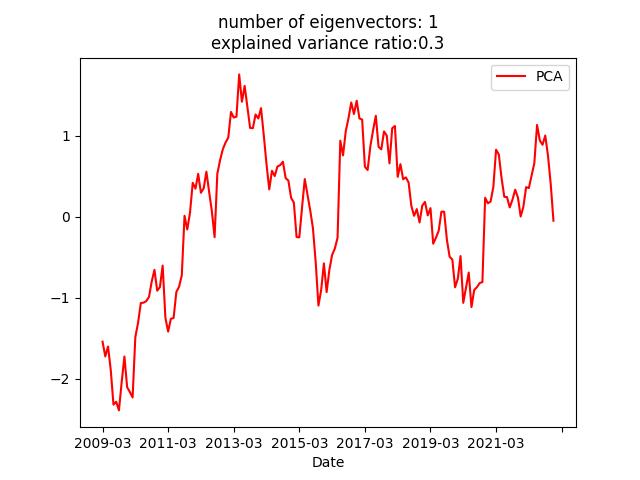 number of eigenvectors: 1
explained variance ratio:0.3
PCA
1
0
−1
−2
2009-03 2011-03 2013-03 2015-03 2017-03 2019-03 2021-03
Date